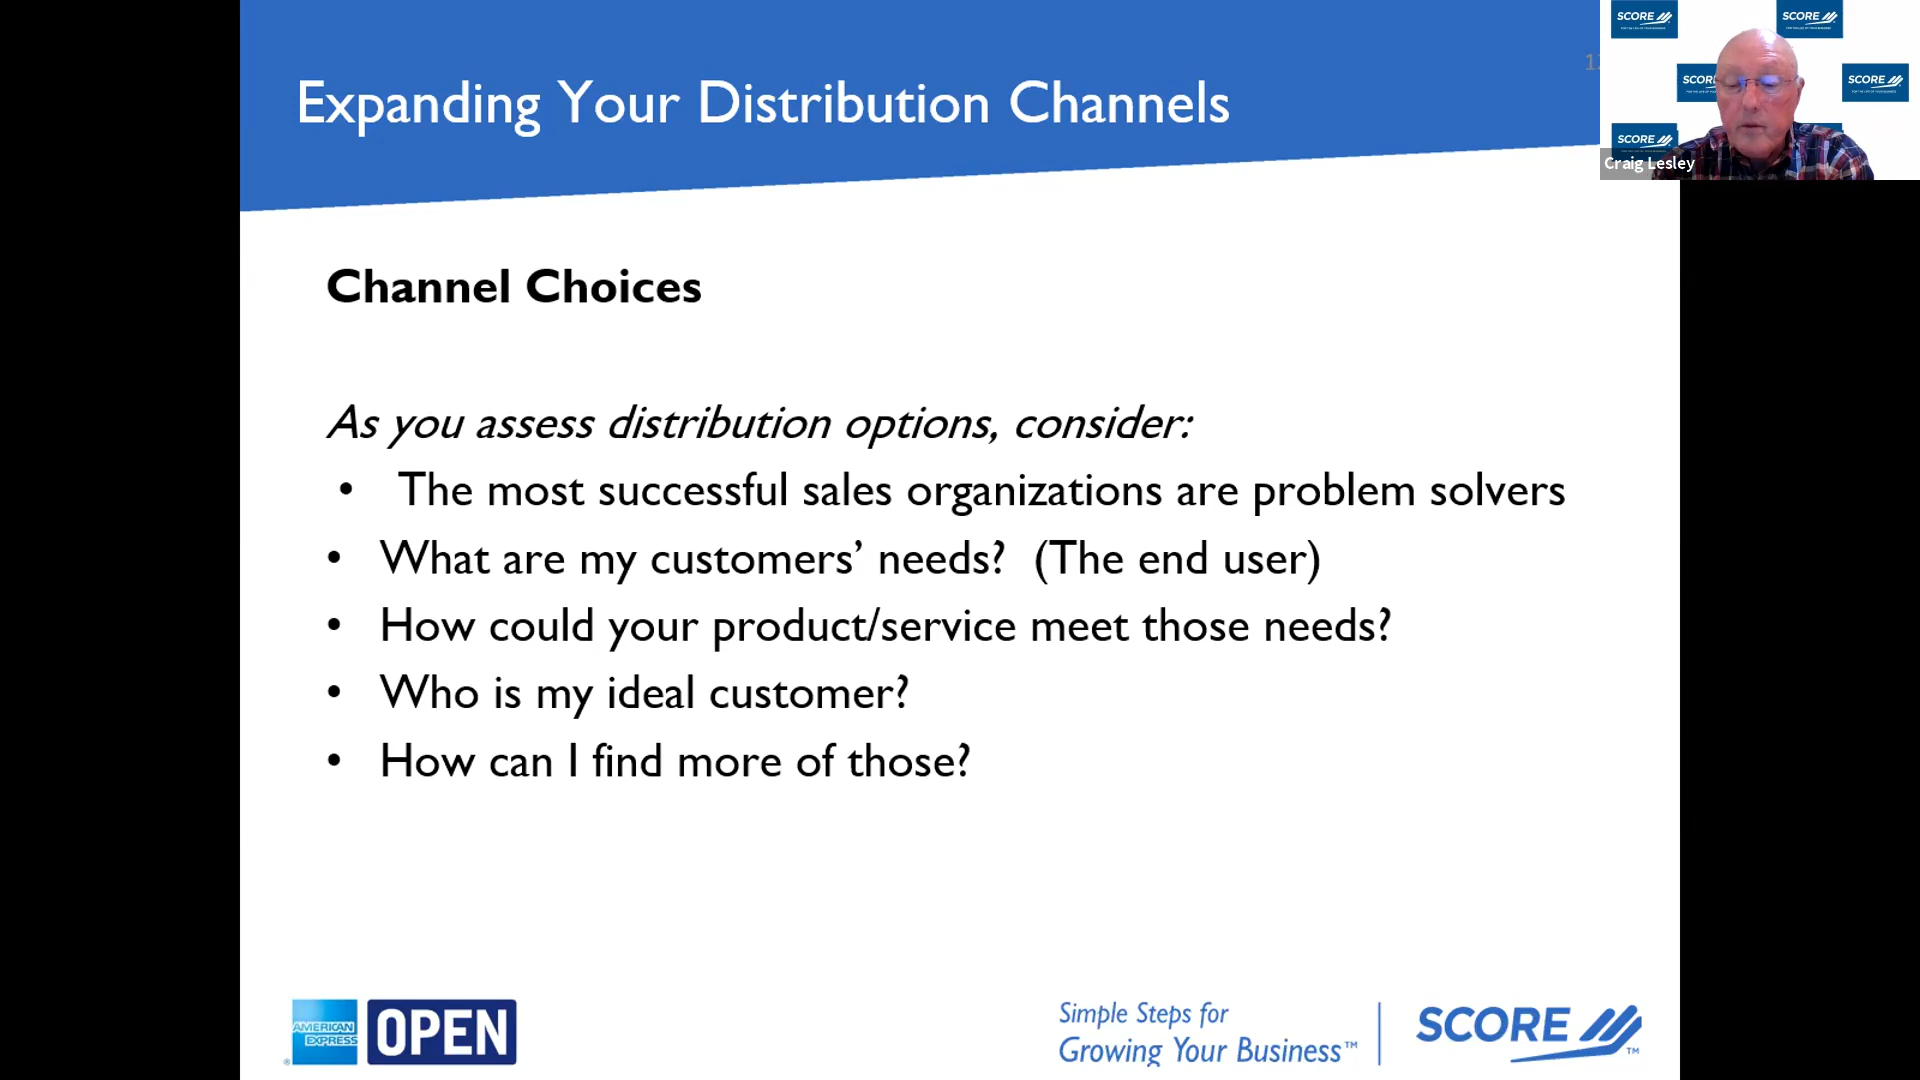 Expanding Your Distribution Channels
SCORE
SCORE
SCORE
SCORE
Craig Lesley
Channel Choices
As you assess distribution options, consider:
• The most successful sales organizations are problem solvers
• What are my customers’ needs? (The end user)
• How could your product/service meet those needs?
• Who is my ideal customer?
• How can I find more of those?
AMERICAN
EXPRESS
®
OPEN
Simple Steps for
Growing Your Business™
SCORE
™